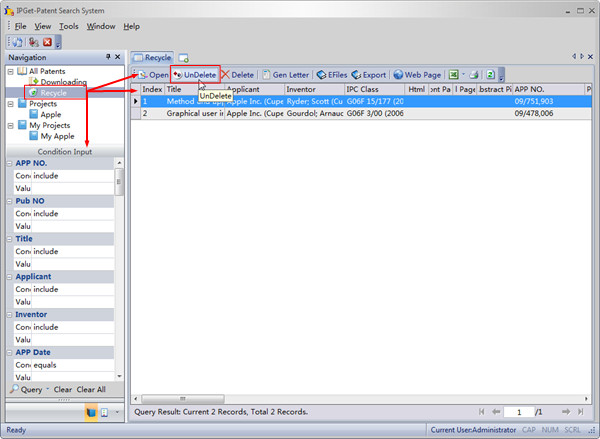 IPGet-Patent Search System
File View Tools Window Help
Navigation
All Patents
Downloading
Recycle
Projects
Apple
My Projects
My Apple
Condition Input
APP NO.
Con include
Valu
Pub NO
Con include
Valu
Title
Con include
Valu
Applicant
Con include
Valu
Inventor
Con include
Valu
APP Date
Con equals
Valu
Query Clear Clear All
Recycle
Open UnDelete Delete Gen Letter EFiles Export Web Page
Index Title Applicant Inventor IPC Class Html ont Pa l Page bstract Pi APP NO. P
1 Method and ap Apple Inc. (Cupe Ryder; Scott (Cu G06F 15/177 (20 09/751,903
UnDelete
2 Graphical user in Apple Inc. (Cupe Gourdol; Arnauc G06F 3/00 (2006 09/478,006
Query Result: Current 2 Records, Total 2 Records.
1 /1
Ready Current User:Administrator CAP NUM SCRL